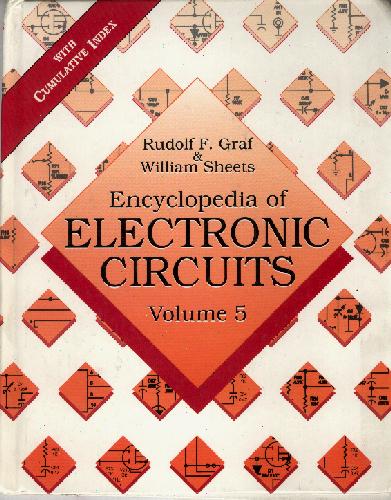 WITH
CUMULATIVE INDEX
Rudolf F. Graf
&
William Sheets
Encyclopedia of
ELECTRONIC
CIRCUITS
Volume 5